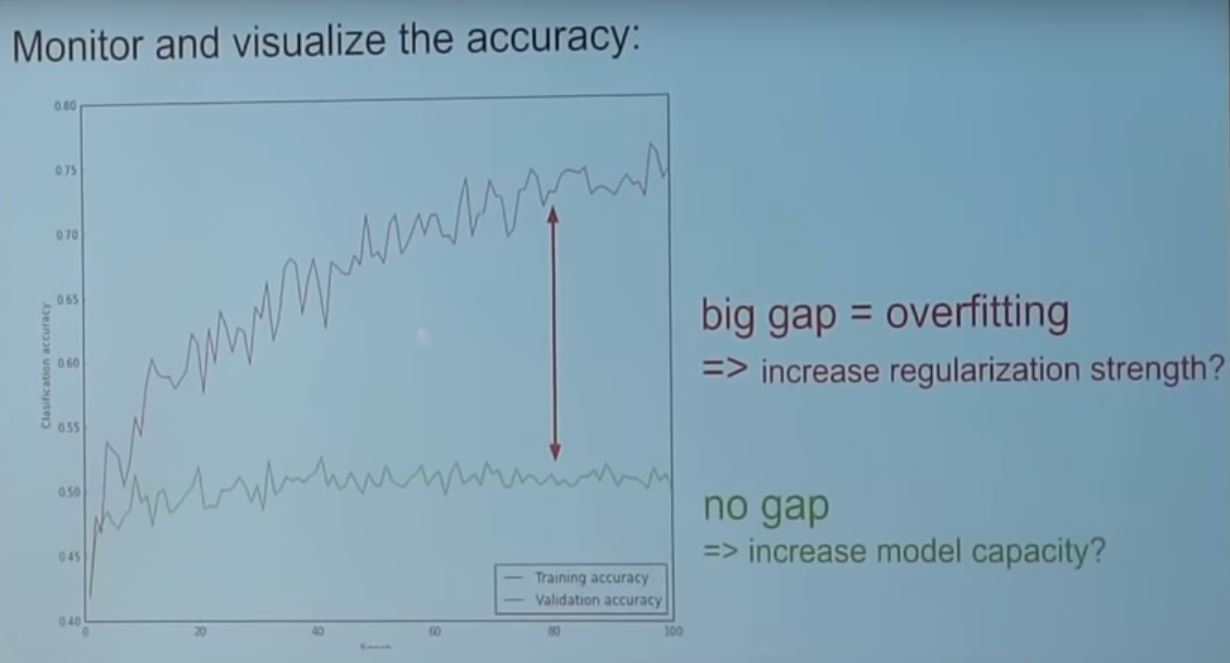 Monitor and visualize the accuracy:
0.80
0.75
0.70
0.65
0.60
0.55
0.50
0.45
0.40
Clasification accuracy
0
20
40
60
80
100
Training accuracy
Validation accuracy
big gap = overfitting
=> increase regularization strength?
no gap
=> increase model capacity?